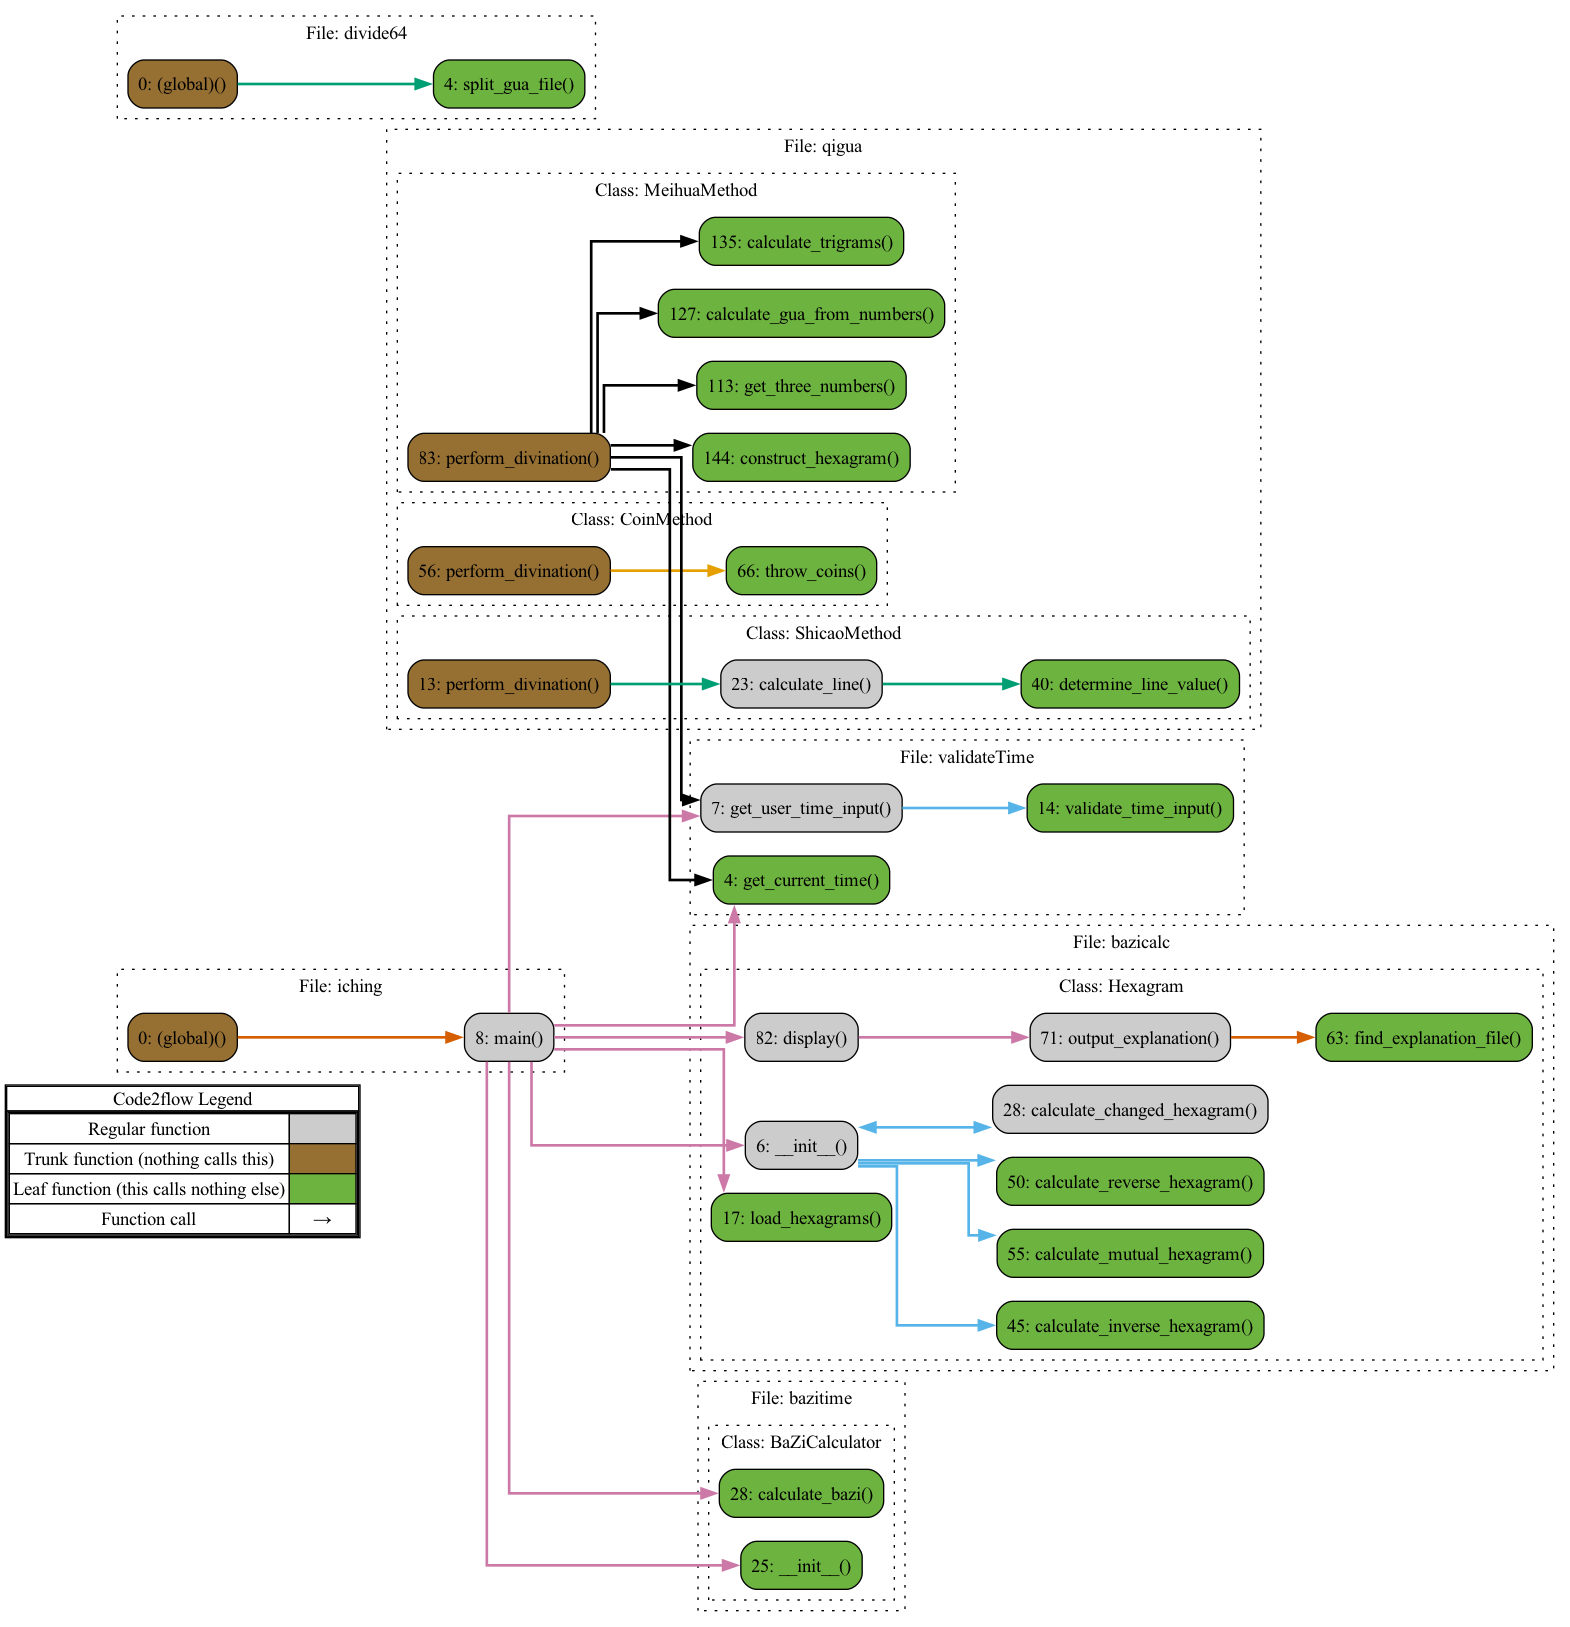 File: divide64
0: (global)()
4: split_gua_file()
File: qigua
Class: MeihuaMethod
135: calculate_trigrams()
127: calculate_gua_from_numbers()
113: get_three_numbers()
83: perform_divination()
144: construct_hexagram()
Class: CoinMethod
56: perform_divination()
66: throw_coins()
Class: ShicaoMethod
13: perform_divination()
23: calculate_line()
40: determine_line_value()
File: validateTime
7: get_user_time_input()
14: validate_time_input()
4: get_current_time()
File: bazicalc
File: iching
Class: Hexagram
0: (global)()
8: main()
82: display()
71: output_explanation()
63: find_explanation_file()
Code2flow Legend
Regular function
Trunk function (nothing calls this)
Leaf function (this calls nothing else)
Function call →
28: calculate_changed_hexagram()
6: __init__()
50: calculate_reverse_hexagram()
17: load_hexagrams()
55: calculate_mutual_hexagram()
45: calculate_inverse_hexagram()
File: bazitime
Class: BaZiCalculator
28: calculate_bazi()
25: __init__()